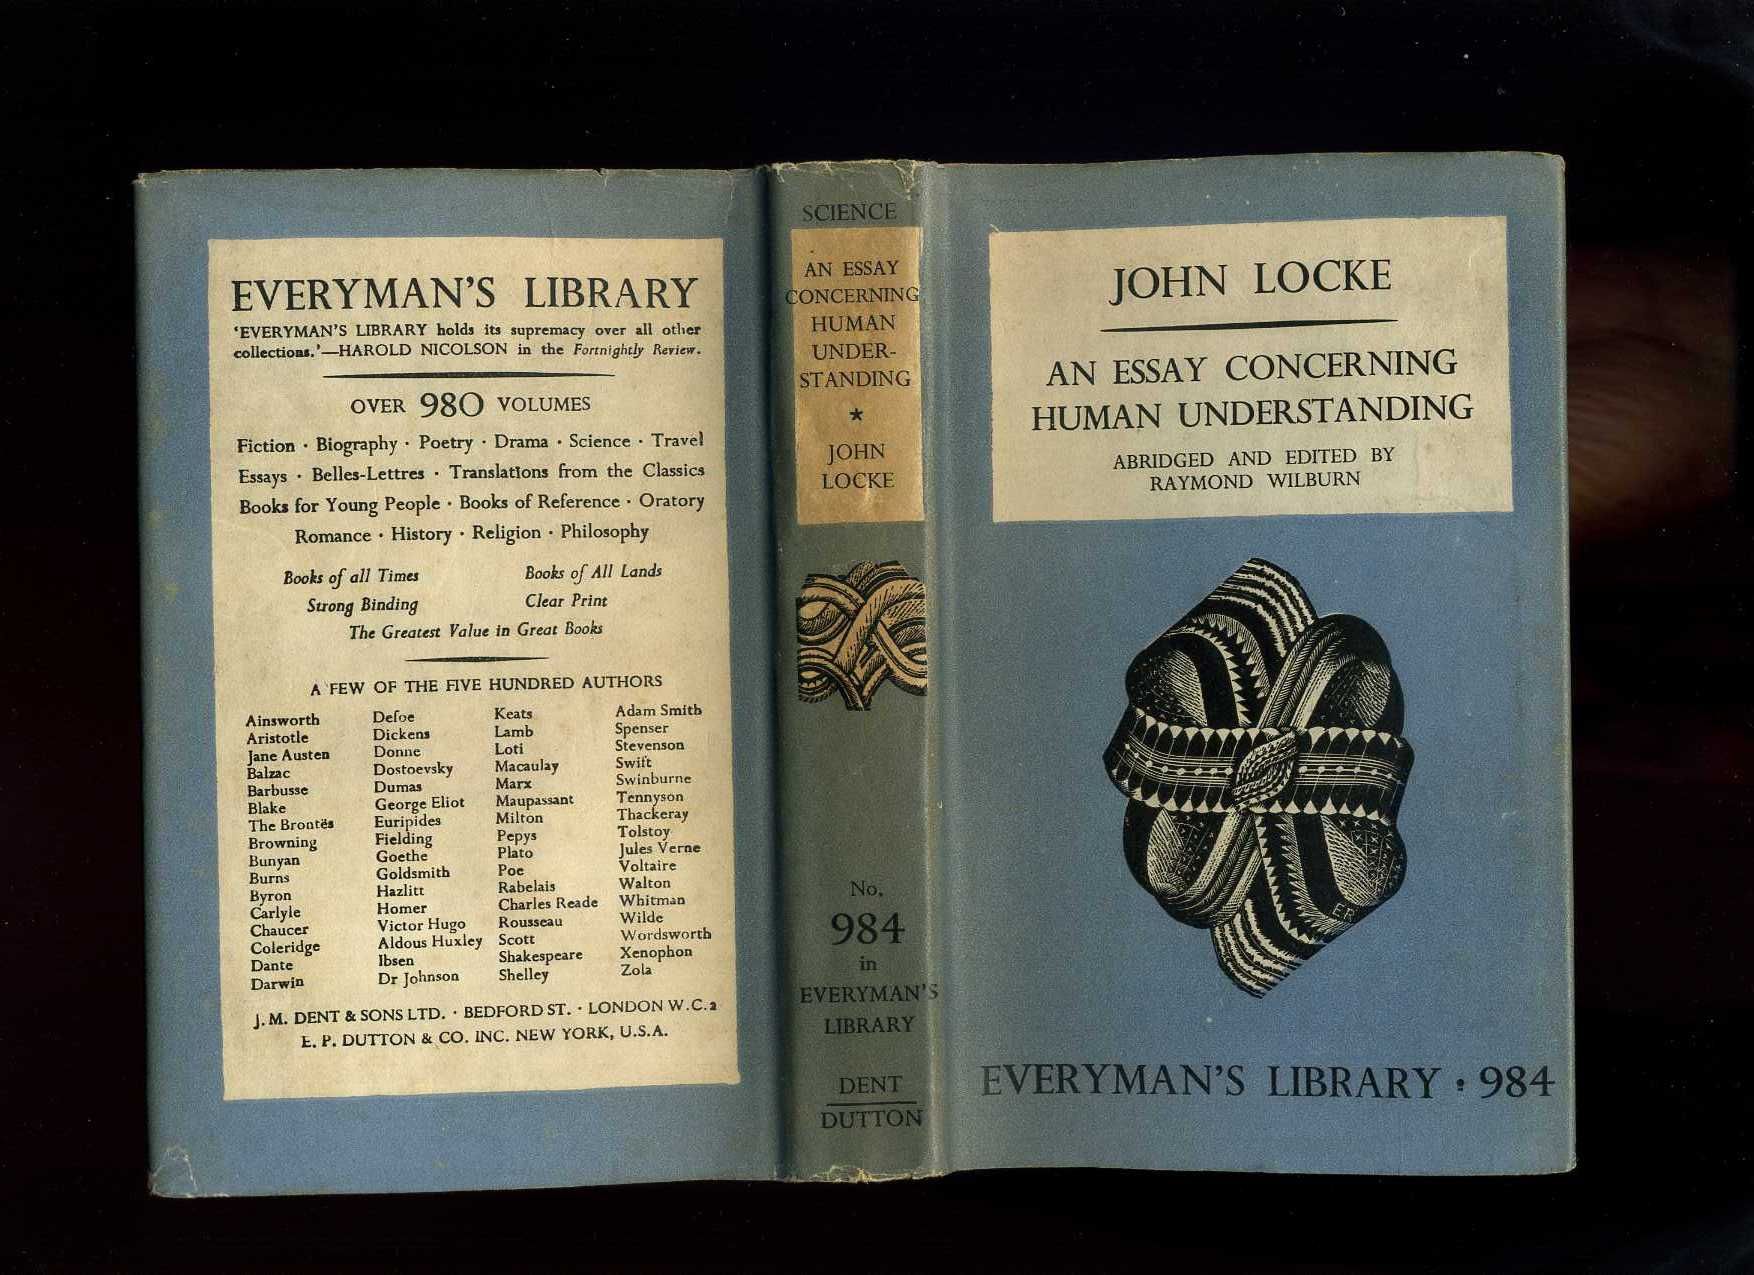 EVERYMAN'S LIBRARY
'EVERYMAN'S LIBRARY holds its supremacy over all other
collections.'—HAROLD NICOLSON in the Fortnightly Review.
OVER 980 VOLUMES
Fiction · Biography · Poetry · Drama · Science · Travel
Essays · Belles-Lettres · Translations from the Classics
Books for Young People · Books of Reference · Oratory
Romance · History · Religion · Philosophy
Books of all Times Books of All Lands
Strong Binding Clear Print
The Greatest Value in Great Books
A FEW OF THE FIVE HUNDRED AUTHORS
Ainsworth
Aristotle
Jane Austen
Balzac
Barbusse
Blake
The Brontës
Browning
Bunyan
Burns
Byron
Carlyle
Chaucer
Coleridge
Dante
Darwin
Defoe
Dickens
Donne
Dostoevsky
Dumas
George Eliot
Euripides
Fielding
Goethe
Goldsmith
Hazlitt
Homer
Victor Hugo
Aldous Huxley
Ibsen
Dr Johnson
Keats
Lamb
Loti
Macaulay
Marx
Maupassant
Milton
Pepys
Plato
Poe
Rabelais
Charles Reade
Rousseau
Scott
Shakespeare
Shelley
Adam Smith
Spenser
Stevenson
Swift
Swinburne
Tennyson
Thackeray
Tolstoy
Jules Verne
Voltaire
Walton
Whitman
Wilde
Wordsworth
Xenophon
Zola
J. M. DENT & SONS LTD. · BEDFORD ST. · LONDON W.C.2
E. P. DUTTON & CO. INC. NEW YORK, U.S.A.
SCIENCE
AN ESSAY
CONCERNING
HUMAN
UNDER-
STANDING
★
JOHN
LOCKE
No.
984
in
EVERYMAN'S
LIBRARY
DENT
DUTTON
JOHN LOCKE
AN ESSAY CONCERNING
HUMAN UNDERSTANDING
ABRIDGED AND EDITED BY
RAYMOND WILBURN
E.R
EVERYMAN'S LIBRARY · 984